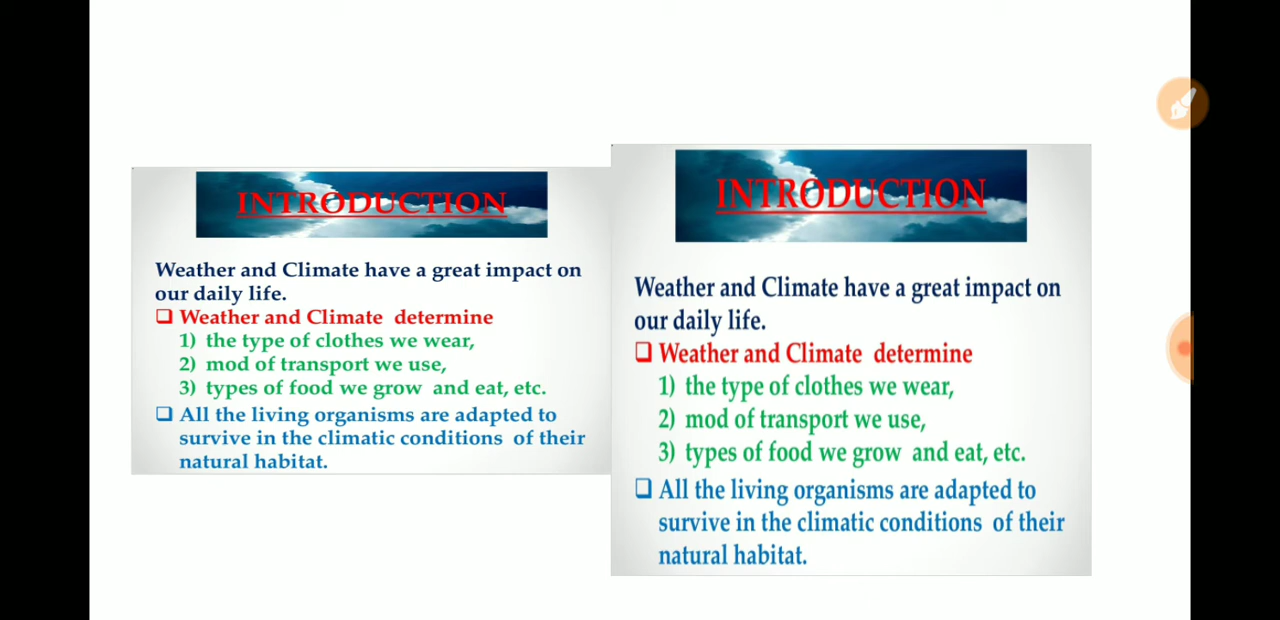 INTRODUCTION
Weather and Climate have a great impact on
our daily life.
❑ Weather and Climate determine
1) the type of clothes we wear,
2) mod of transport we use,
3) types of food we grow and eat, etc.
❑ All the living organisms are adapted to
survive in the climatic conditions of their
natural habitat.
INTRODUCTION
Weather and Climate have a great impact on
our daily life.
❑ Weather and Climate determine
1) the type of clothes we wear,
2) mod of transport we use,
3) types of food we grow and eat, etc.
❑ All the living organisms are adapted to
survive in the climatic conditions of their
natural habitat.